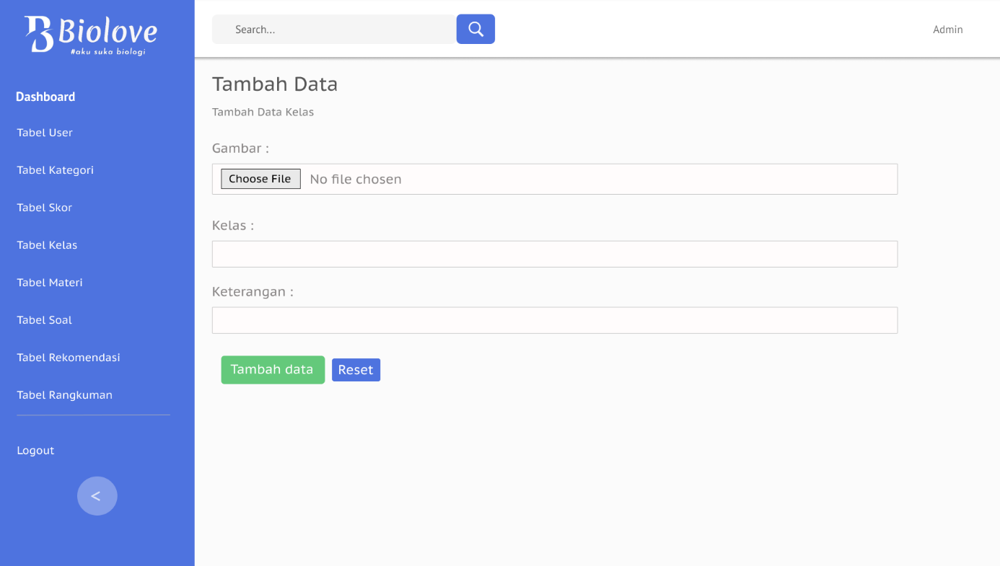 Biolove
#aku suka biologi
Dashboard
Tabel User
Tabel Kategori
Tabel Skor
Tabel Kelas
Tabel Materi
Tabel Soal
Tabel Rekomendasi
Tabel Rangkuman
Logout
<
Search...
Admin
Tambah Data
Tambah Data Kelas
Gambar :
Choose File No file chosen
Kelas :
Keterangan :
Tambah data Reset